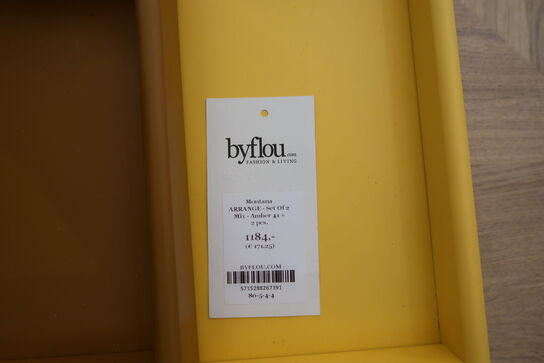 byflou.com
FASHION & LIVING
Montana
ARRANGE - Set Of 2
Mix - Amber 41 +
2 pcs.
1184,-
(€ 171.25)
BYFLOU.COM
5715288267391
80-5-4-4